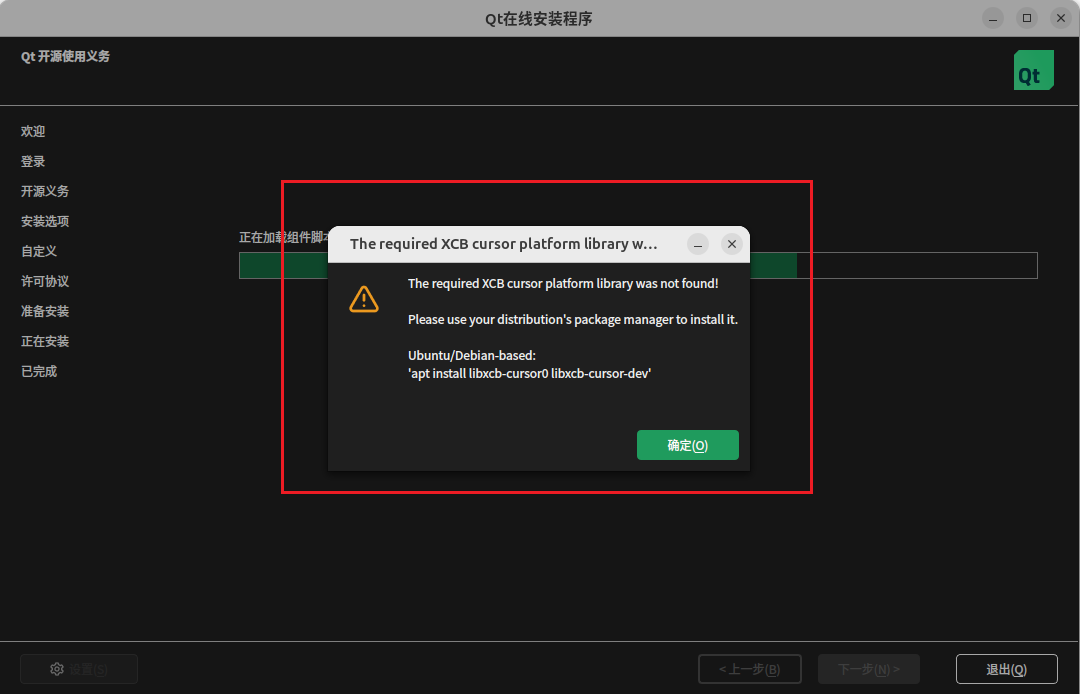 Qt在线安装程序
Qt 开源使用义务
Qt
欢迎
登录
开源义务
安装选项
自定义
许可协议
准备安装
正在安装
已完成
正在加载组件脚本
The required XCB cursor platform library w...
The required XCB cursor platform library was not found!
Please use your distribution's package manager to install it.
Ubuntu/Debian-based:
'apt install libxcb-cursor0 libxcb-cursor-dev'
确定(O)
设置(S)
< 上一步(B)
下一步(N) >
退出(Q)